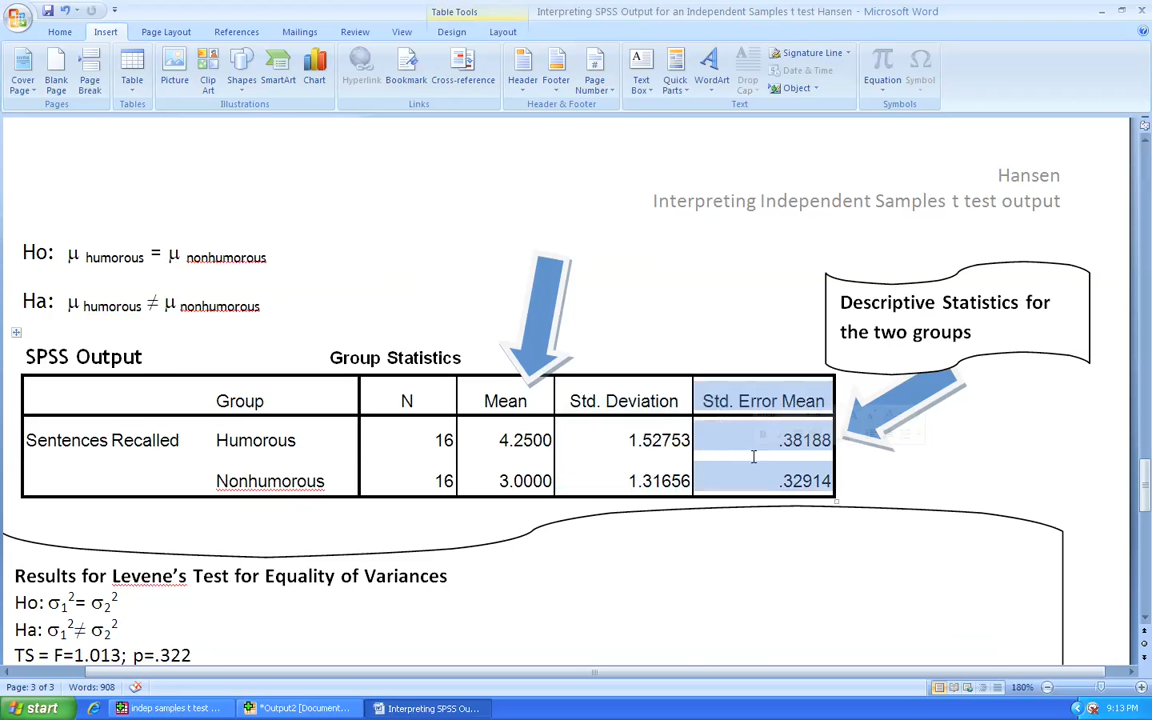 Table Tools
Interpreting SPSS Output for an Independent Samples t test Hansen - Microsoft Word
Home Insert Page Layout References Mailings Review View Design Layout
Cover Page Blank Page Page Break Table Picture Clip Art Shapes SmartArt Chart Hyperlink Bookmark Cross-reference Header Footer Page Number Text Box Quick Parts WordArt Drop Cap Signature Line Date & Time Object Equation Symbol
Pages Tables Illustrations Links Header & Footer Text Symbols
Hansen
Interpreting Independent Samples t test output
Ho: μ humorous = μ nonhumorous
Ha: μ humorous ≠ μ nonhumorous
Descriptive Statistics for
the two groups
SPSS Output Group Statistics
Group N Mean Std. Deviation Std. Error Mean
Sentences Recalled Humorous 16 4.2500 1.52753 .38188
Nonhumorous 16 3.0000 1.31656 .32914
Results for Levene's Test for Equality of Variances
Ho: σ₁²= σ₂²
Ha: σ₁²≠ σ₂²
TS = F=1.013; p=.322
Page: 3 of 3 Words: 908 180%
start indep samples t test ... *Output2 [Document... Interpreting SPSS Ou... 9:13 PM